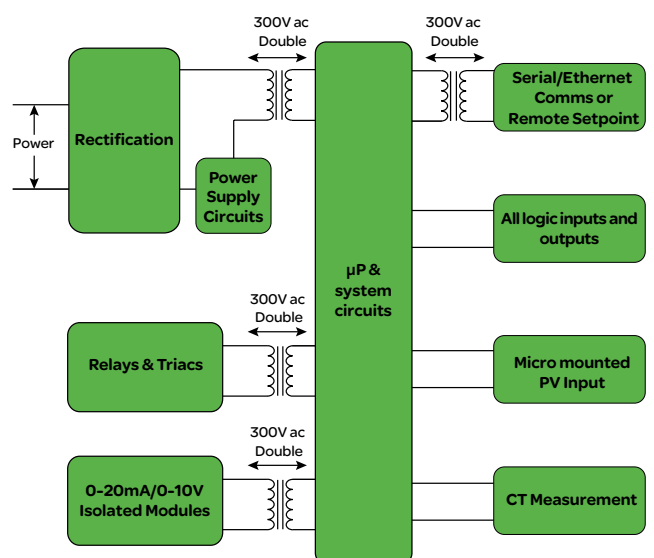 300V ac
Double
300V ac
Double
Rectification
Power
Power
Supply
Circuits
Serial/Ethernet
Comms or
Remote Setpoint
All logic inputs and
outputs
µP &
system
circuits
300V ac
Double
Relays & Triacs
Micro mounted
PV Input
300V ac
Double
0-20mA/0-10V
Isolated Modules
CT Measurement